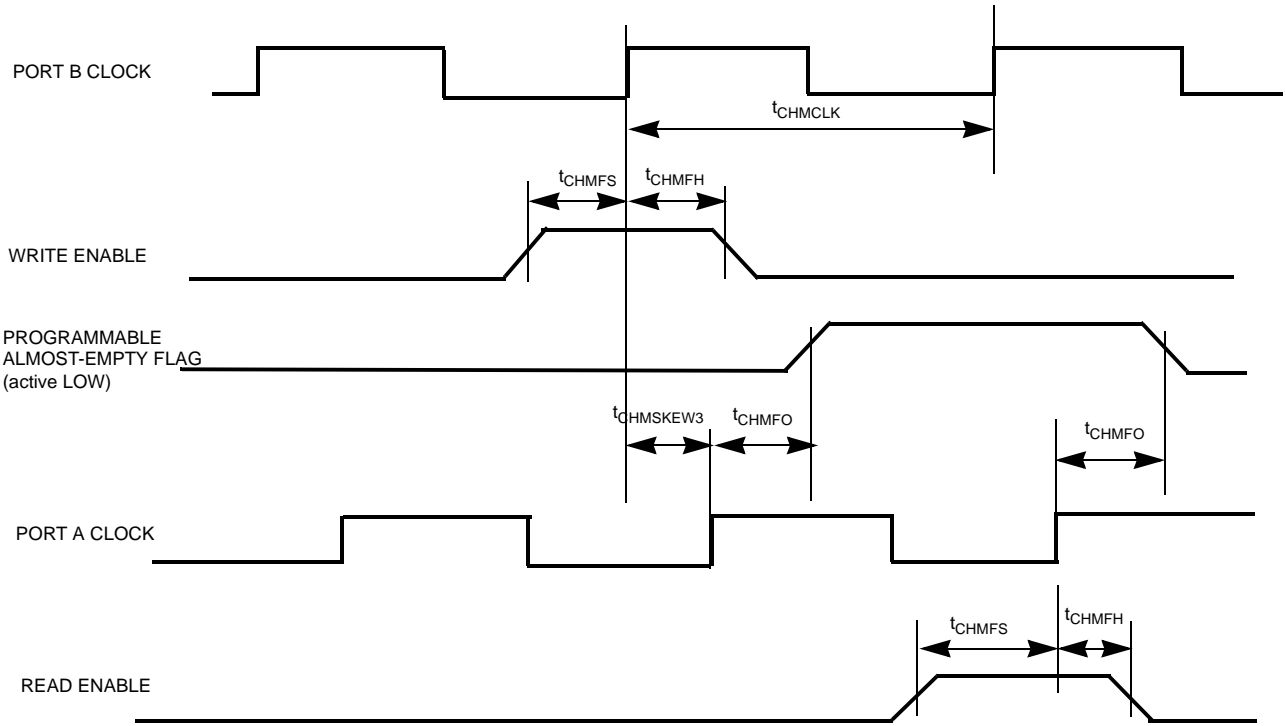 PORT B CLOCK
tCHMCLK
tCHMFS
tCHMFH
WRITE ENABLE
PROGRAMMABLE
ALMOST-EMPTY FLAG
(active LOW)
tCHMSKEW3
tCHMFO
tCHMFO
PORT A CLOCK
tCHMFS
tCHMFH
READ ENABLE